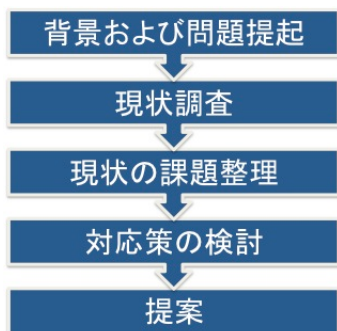 背景および問題提起
現状調査
現状の課題整理
対応策の検討
提案